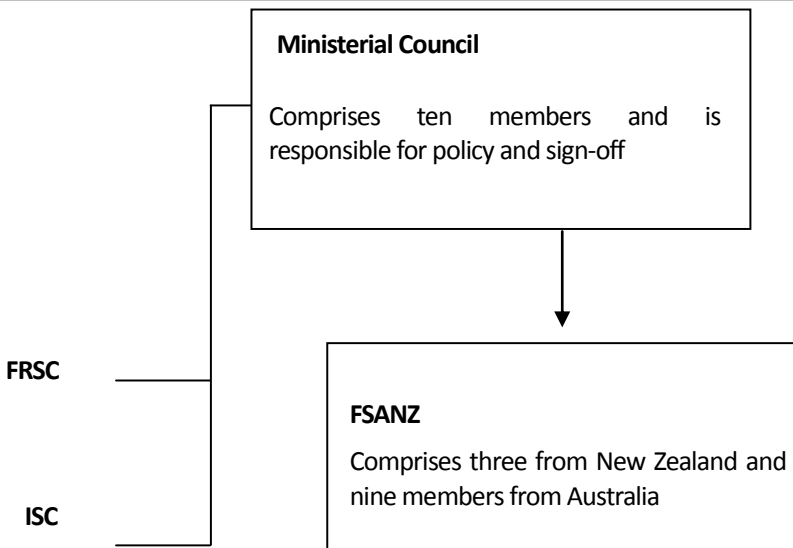 Ministerial Council
Comprises ten members and is
responsible for policy and sign-off
FRSC
FSANZ
Comprises three from New Zealand and
nine members from Australia
ISC